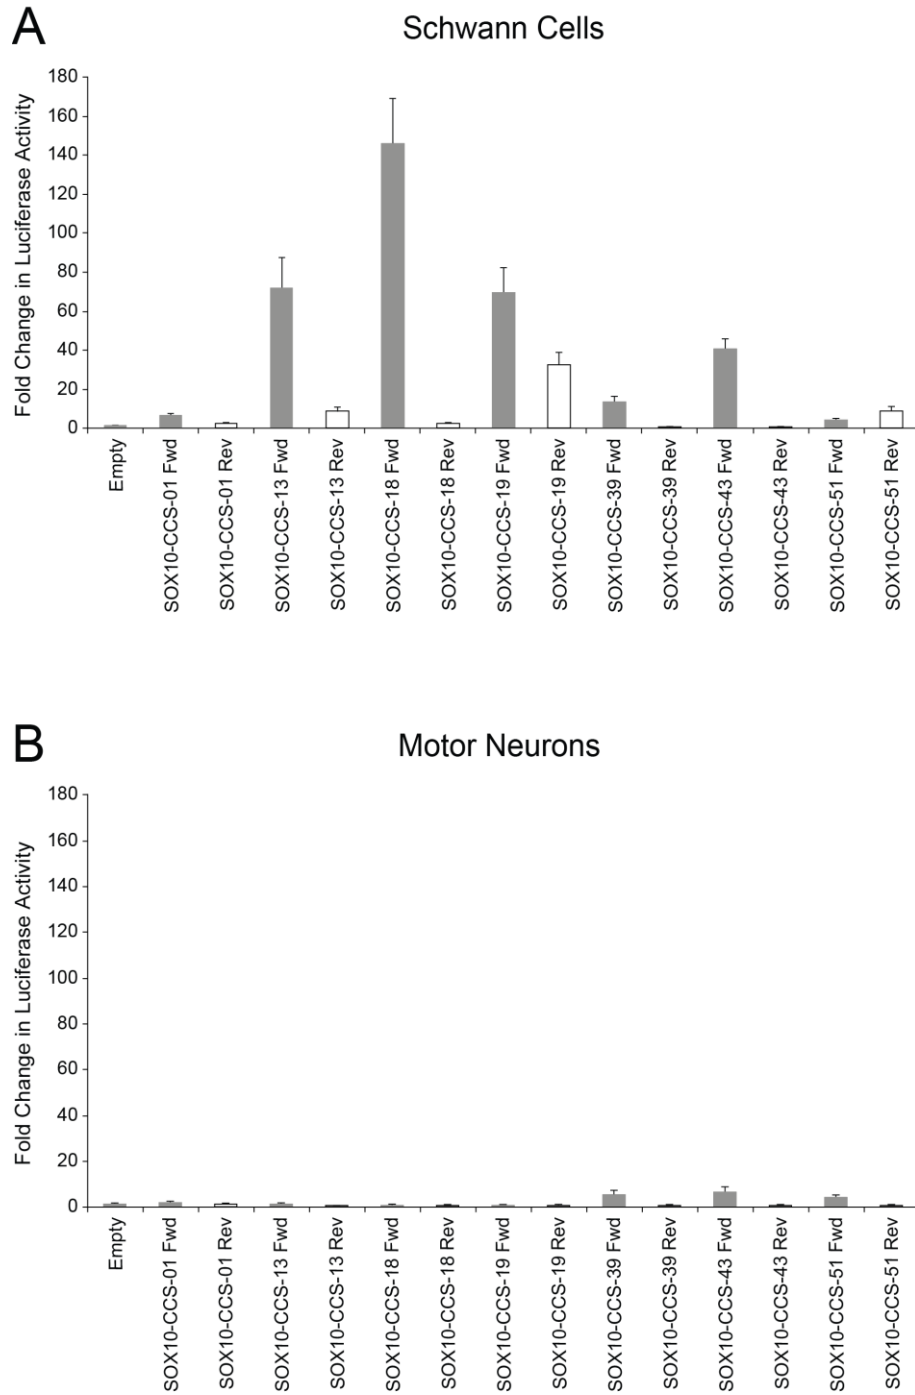 A
Schwann Cells
Fold Change in Luciferase Activity
180
160
140
120
100
80
60
40
20
0
Empty
SOX10-CCS-01 Fwd
SOX10-CCS-01 Rev
SOX10-CCS-13 Fwd
SOX10-CCS-13 Rev
SOX10-CCS-18 Fwd
SOX10-CCS-18 Rev
SOX10-CCS-19 Fwd
SOX10-CCS-19 Rev
SOX10-CCS-39 Fwd
SOX10-CCS-39 Rev
SOX10-CCS-43 Fwd
SOX10-CCS-43 Rev
SOX10-CCS-51 Fwd
SOX10-CCS-51 Rev
B
Motor Neurons
Fold Change in Luciferase Activity
180
160
140
120
100
80
60
40
20
0
Empty
SOX10-CCS-01 Fwd
SOX10-CCS-01 Rev
SOX10-CCS-13 Fwd
SOX10-CCS-13 Rev
SOX10-CCS-18 Fwd
SOX10-CCS-18 Rev
SOX10-CCS-19 Fwd
SOX10-CCS-19 Rev
SOX10-CCS-39 Fwd
SOX10-CCS-39 Rev
SOX10-CCS-43 Fwd
SOX10-CCS-43 Rev
SOX10-CCS-51 Fwd
SOX10-CCS-51 Rev